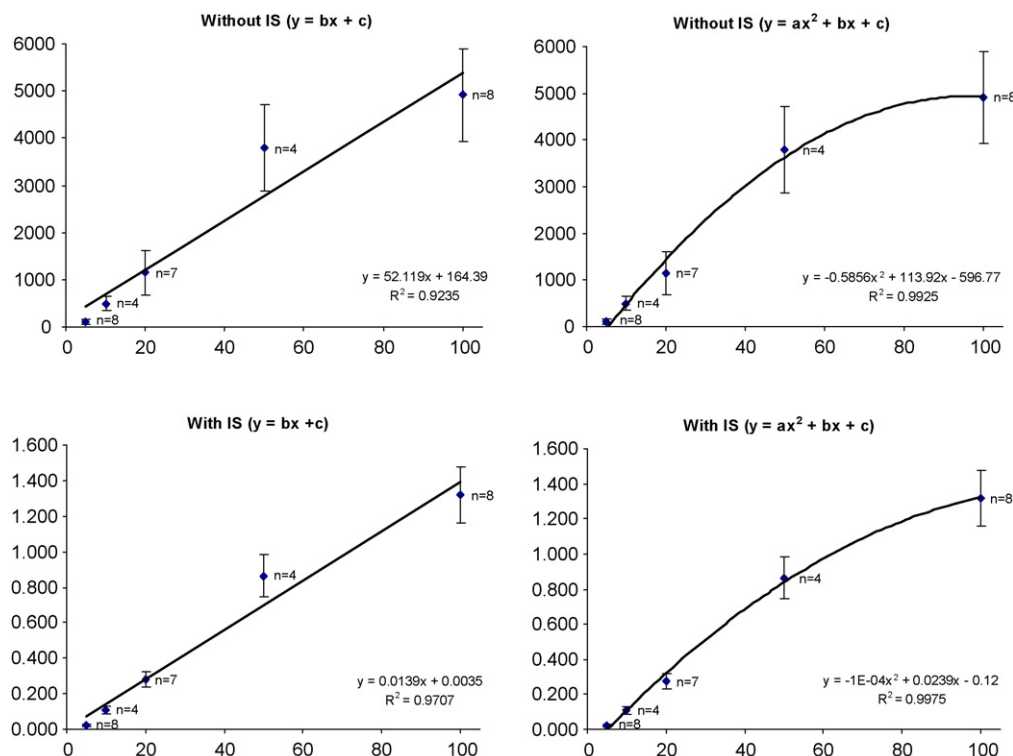 Without IS (y = bx + c)
6000
5000
4000
3000
2000
1000
0
n=8
n=4
n=7
n=4
n=8
y = 52.119x + 164.39
R² = 0.9235
0 20 40 60 80 100
Without IS (y = ax² + bx + c)
6000
5000
4000
3000
2000
1000
0
n=8
n=4
n=7
n=4
n=8
y = -0.5856x² + 113.92x - 596.77
R² = 0.9925
0 20 40 60 80 100
With IS (y = bx +c)
1.600
1.400
1.200
1.000
0.800
0.600
0.400
0.200
0.000
n=8
n=4
n=7
n=4
n=8
y = 0.0139x + 0.0035
R² = 0.9707
0 20 40 60 80 100
With IS (y = ax² + bx + c)
1.600
1.400
1.200
1.000
0.800
0.600
0.400
0.200
0.000
n=8
n=4
n=7
n=4
n=8
y = -1E-04x² + 0.0239x - 0.12
R² = 0.9975
0 20 40 60 80 100